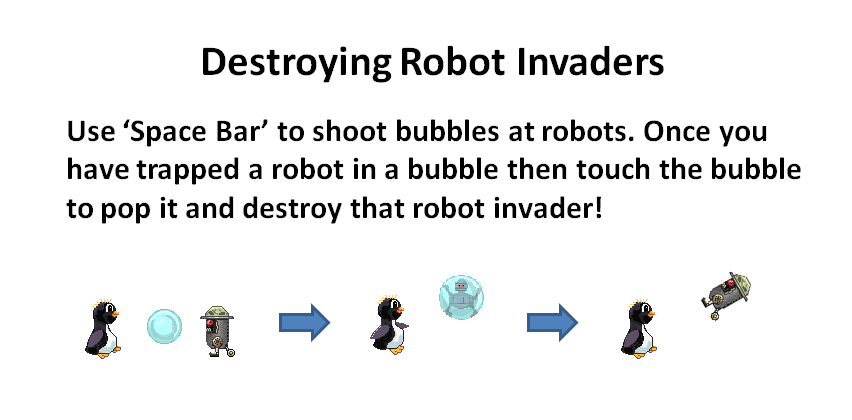 Destroying Robot Invaders
Use ‘Space Bar’ to shoot bubbles at robots. Once you
have trapped a robot in a bubble then touch the bubble
to pop it and destroy that robot invader!